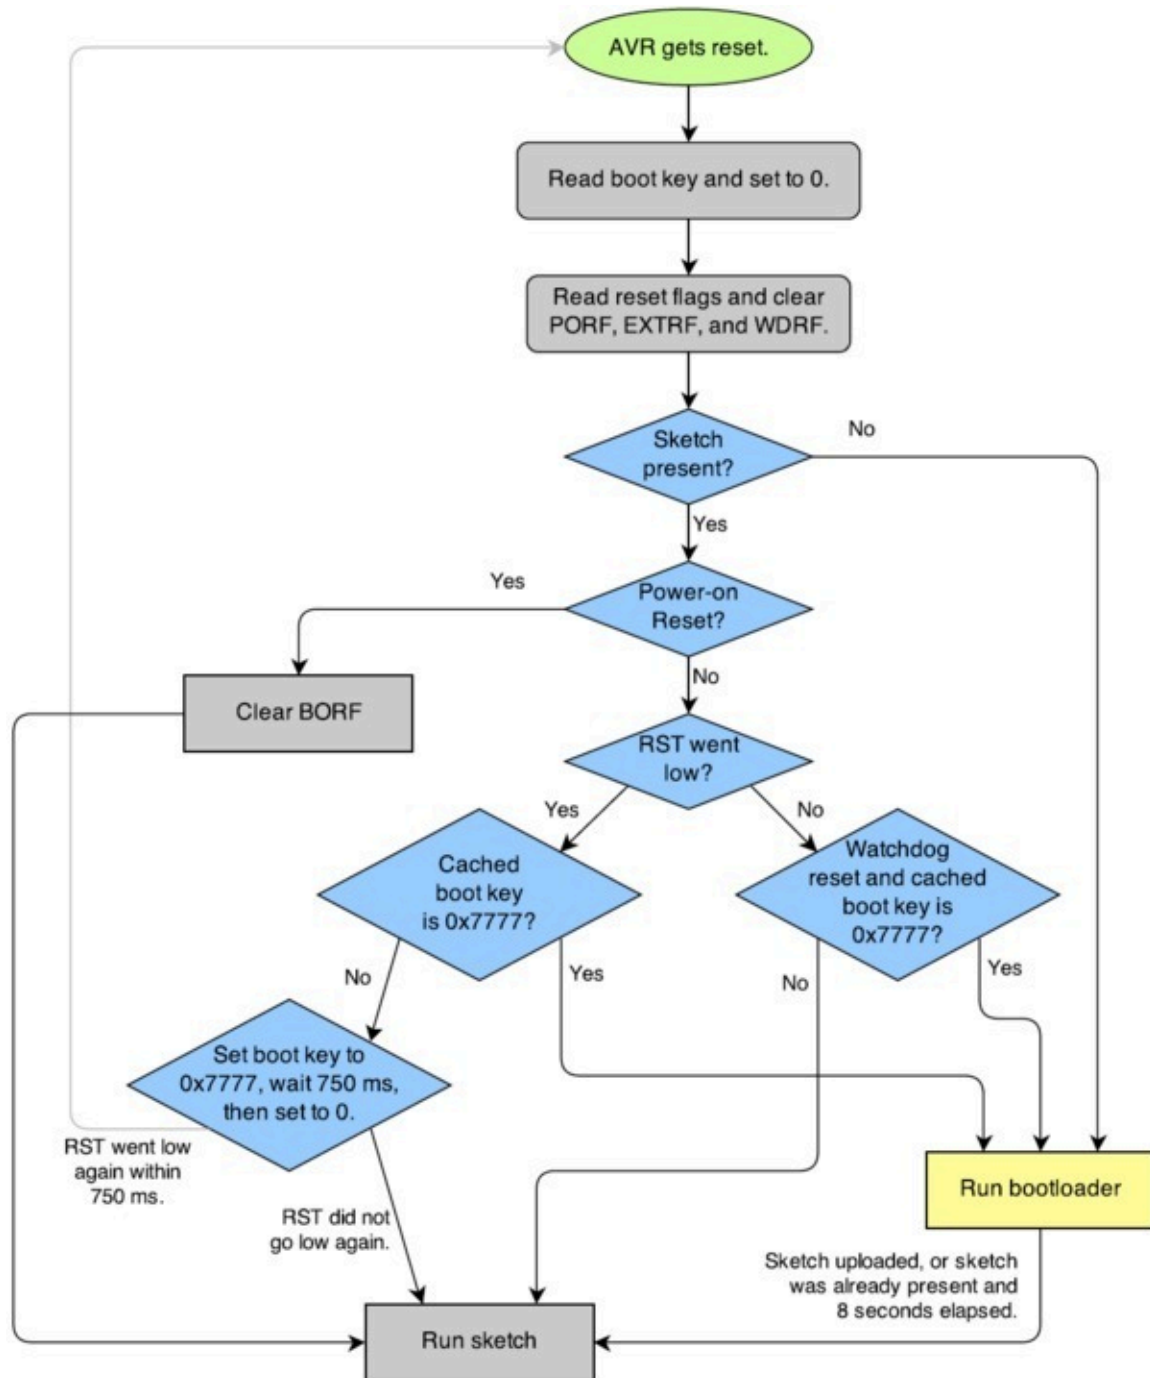 AVR gets reset.
Read boot key and set to 0.
Read reset flags and clear
PORF, EXTRF, and WDRF.
Sketch
present?
No
Yes
Power-on
Reset?
Yes
No
Clear BORF
RST went
low?
Yes
No
Cached
boot key
is 0x7777?
Watchdog
reset and cached
boot key is
0x7777?
No
Yes
No
Yes
Set boot key to
0x7777, wait 750 ms,
then set to 0.
RST went low
again within
750 ms.
RST did not
go low again.
Run bootloader
Sketch uploaded, or sketch
was already present and
8 seconds elapsed.
Run sketch